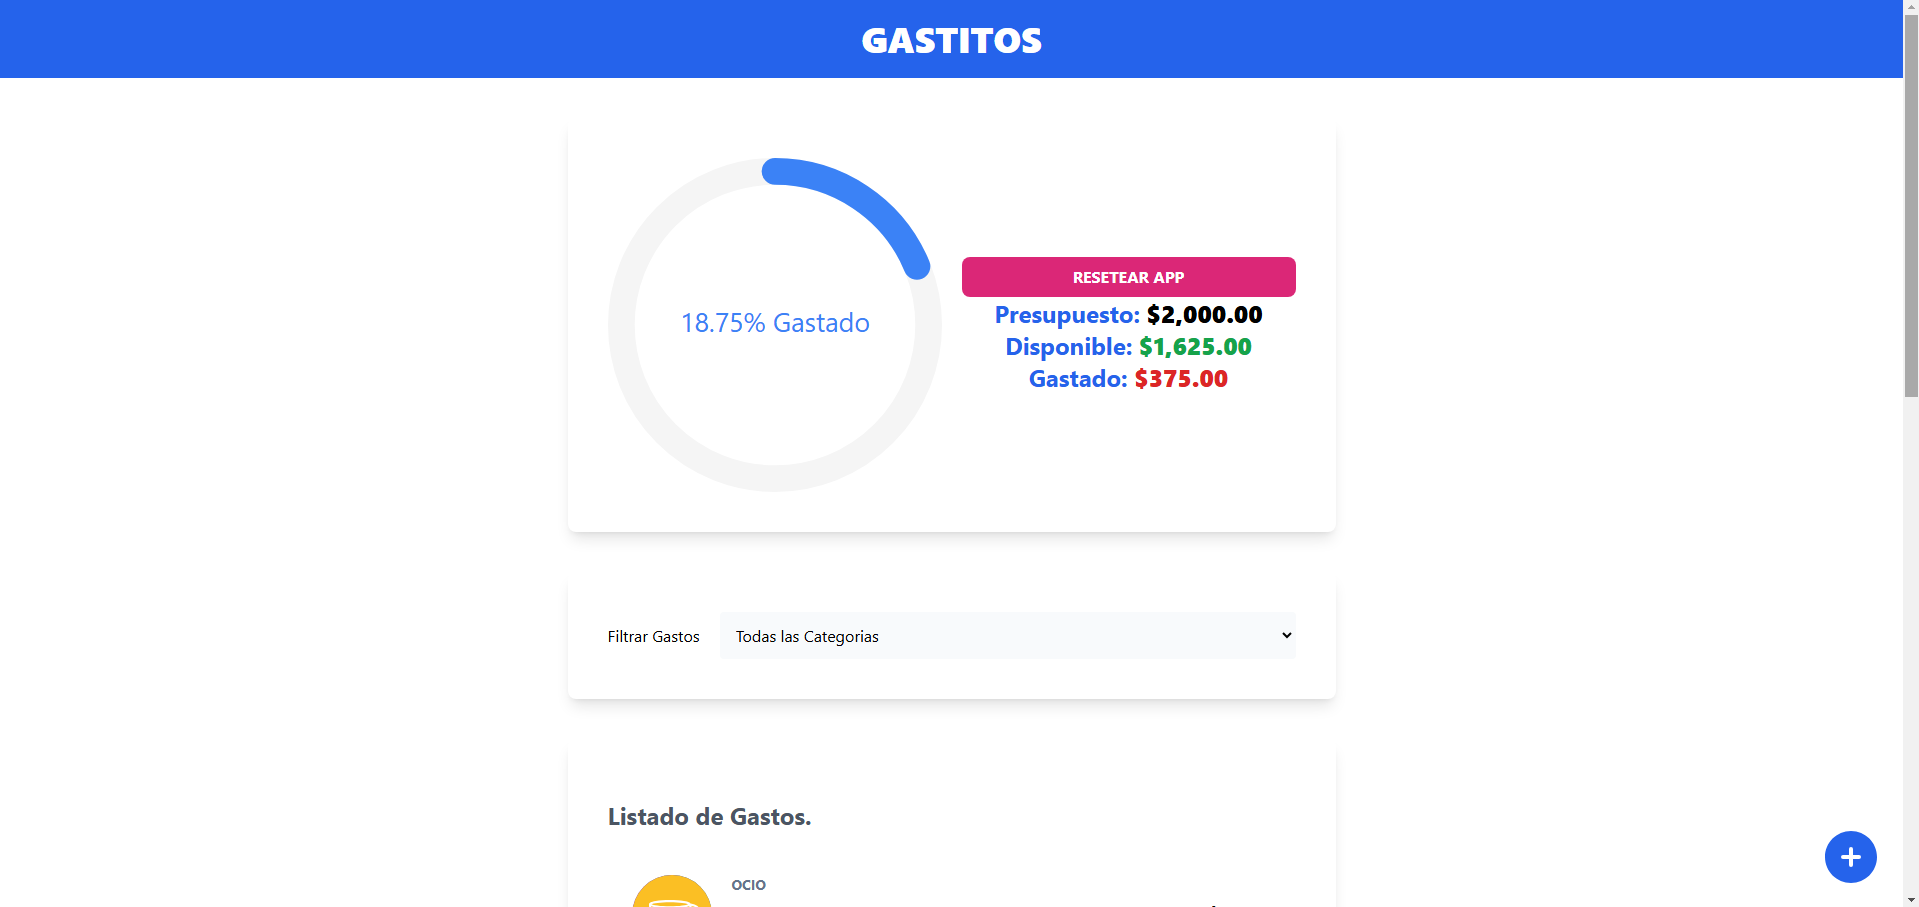 GASTITOS
18.75% Gastado
RESETEAR APP
Presupuesto: $2,000.00
Disponible: $1,625.00
Gastado: $375.00
Filtrar Gastos
Todas las Categorias
Listado de Gastos.
OCIO